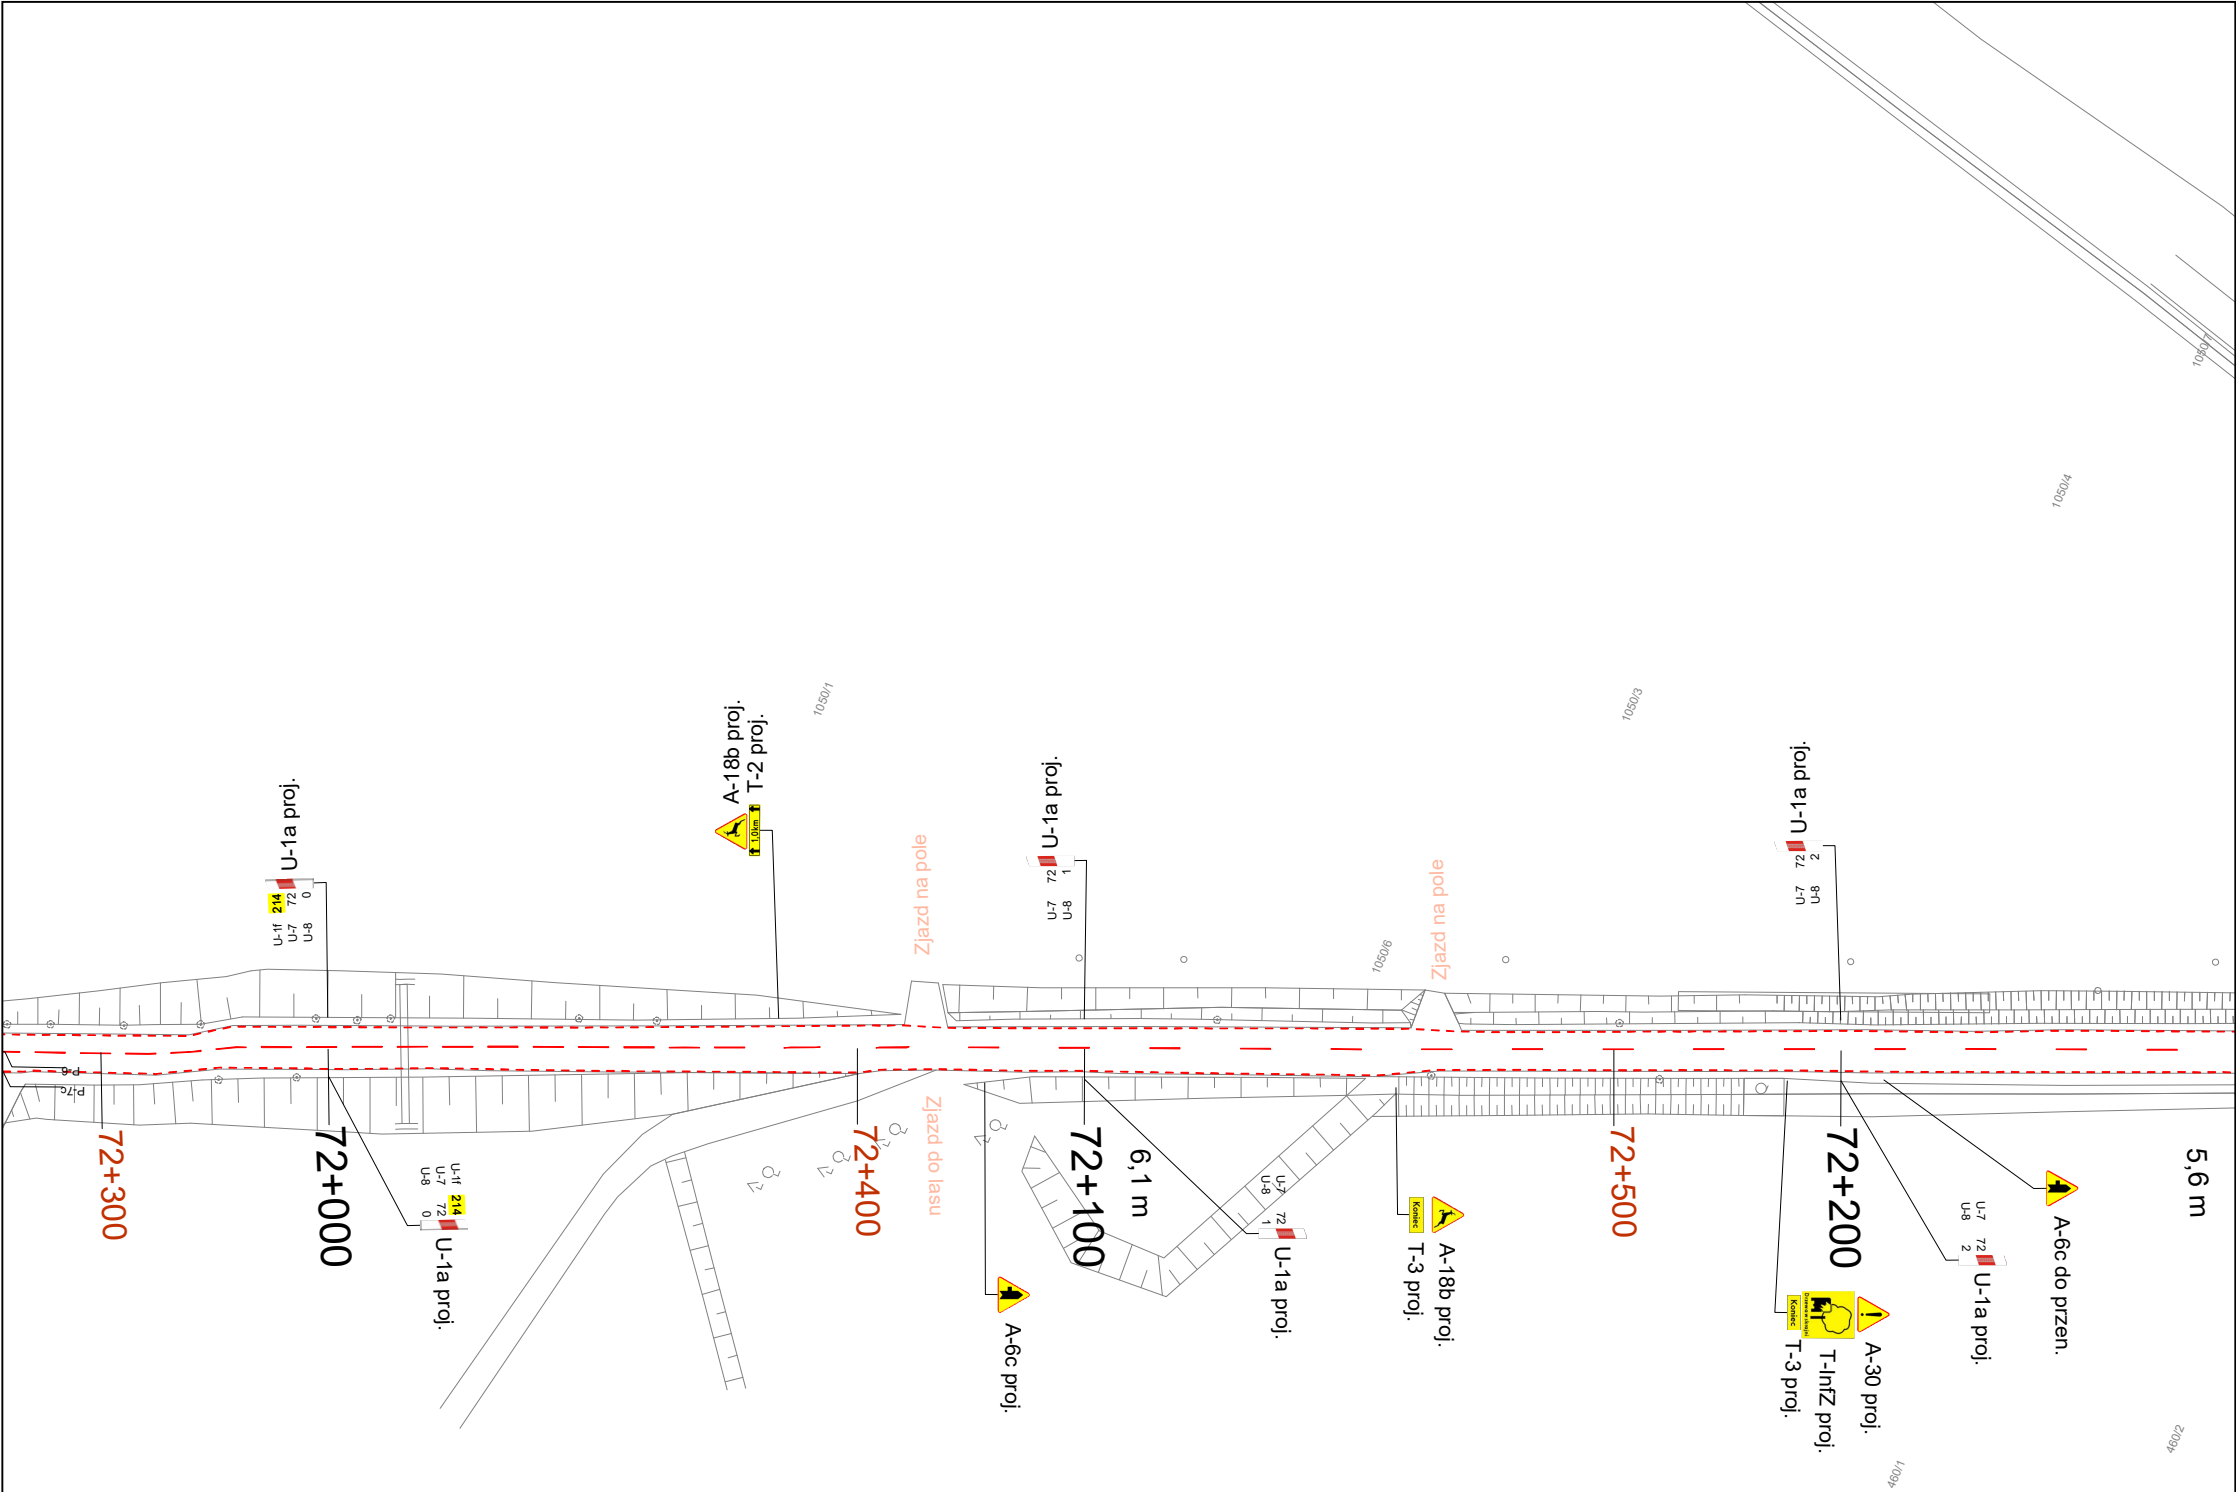 1050/7
1050/4
1050/1
1050/3
1050/6
U-1a proj.
U-1f 214
U-7 72
U-8 0
A-18b proj.
T-2 proj.
1,0km
Zjazd na pole
U-1a proj.
U-7 72
U-8 1
Zjazd na pole
U-1a proj.
U-7 72
U-8 2
P-6
P-7c
72+300
72+000
U-1f 214
U-7 72
U-8 0
U-1a proj.
72+400
Zjazd do lasu
A-6c proj.
72+100
6,1 m
U-7 72
U-8 1
U-1a proj.
A-18b proj.
Koniec
T-3 proj.
72+500
72+200
A-30 proj.
T-InfZ proj.
Koniec
T-3 proj.
U-7 72
U-8 2
U-1a proj.
A-6c do przen.
5,6 m
460/2
460/1